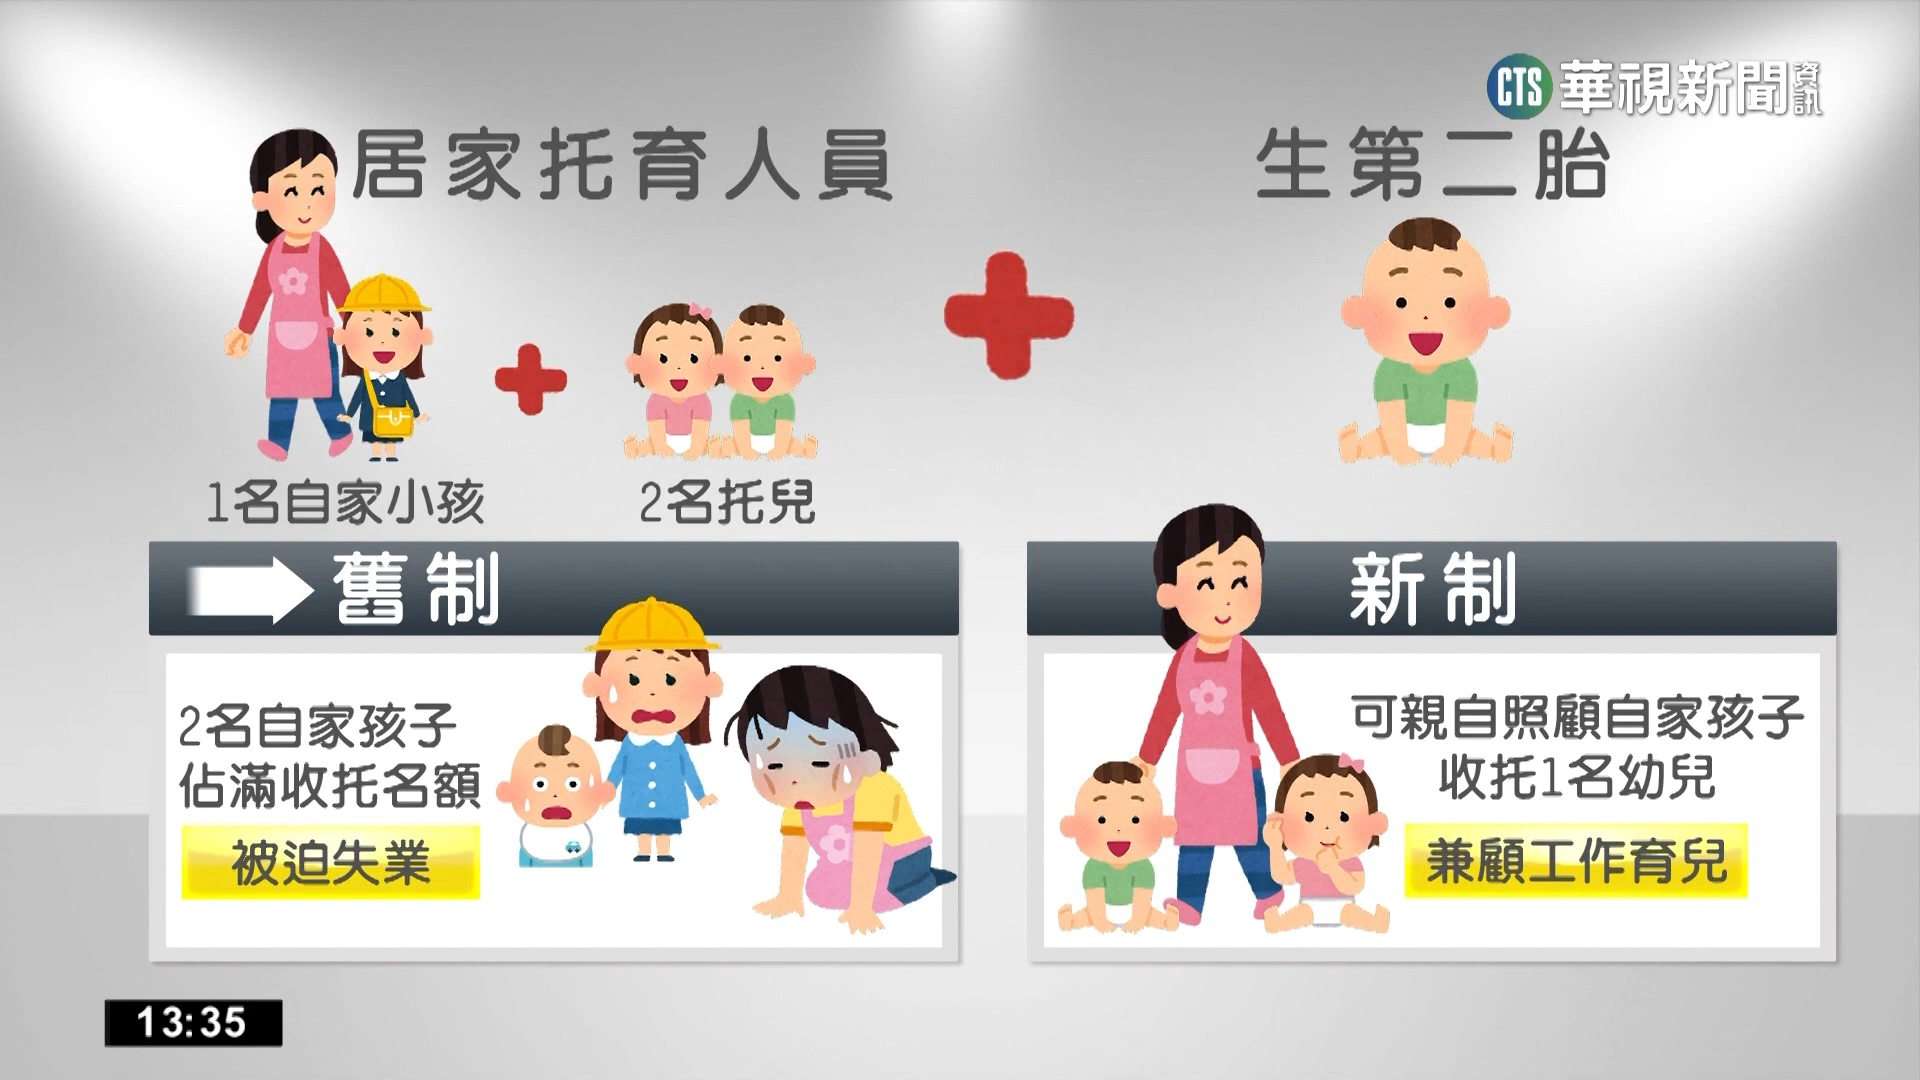 CTS 華視新聞資訊
居家托育人員
生第二胎
1名自家小孩
2名托兒
舊制
2名自家孩子
佔滿收托名額
被迫失業
新制
可親自照顧自家孩子
收托1名幼兒
兼顧工作育兒
13:35